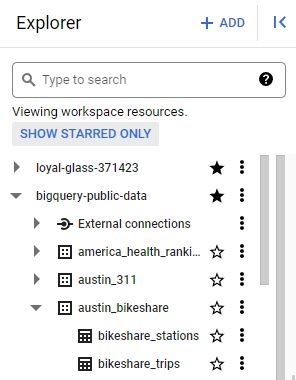 Explorer
+ ADD
Type to search
Viewing workspace resources.
SHOW STARRED ONLY
loyal-glass-371423
bigquery-public-data
External connections
america_health_ranki...
austin_311
austin_bikeshare
bikeshare_stations
bikeshare_trips